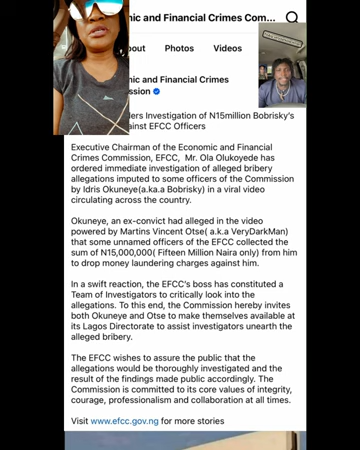 nic and Financial Crimes Com...
bout Photos Videos
nic and Financial Crimes
ssion
ders Investigation of N15million Bobrisky's
ainst EFCC Officers
Executive Chairman of the Economic and Financial
Crimes Commission, EFCC, Mr. Ola Olukoyede has
ordered immediate investigation of alleged bribery
allegations imputed to some officers of the Commission
by Idris Okuneye(a.k.a Bobrisky) in a viral video
circulating across the country.
Okuneye, an ex-convict had alleged in the video
powered by Martins Vincent Otse( a.k.a VeryDarkMan)
that some unnamed officers of the EFCC collected the
sum of N15,000,000( Fifteen Million Naira only) from him
to drop money laundering charges against him.
In a swift reaction, the EFCC's boss has constituted a
Team of Investigators to critically look into the
allegations. To this end, the Commission hereby invites
both Okuneye and Otse to make themselves available at
its Lagos Directorate to assist investigators unearth the
alleged bribery.
The EFCC wishes to assure the public that the
allegations would be thoroughly investigated and the
result of the findings made public accordingly. The
Commission is committed to its core values of integrity,
courage, professionalism and collaboration at all times.
Visit www.efcc.gov.ng for more stories